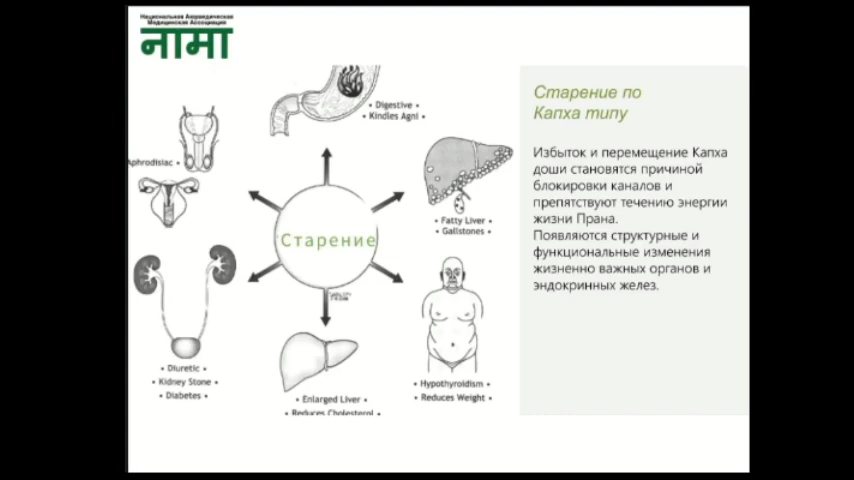 Национальная Аюрведическая
Медицинская Ассоциация
नामा
• Digestive •
• Kindles Agni •
Aphrodisiac •
• Fatty Liver •
• Gallstones •
Старение
• Diuretic •
• Kidney Stone •
• Diabetes •
• Enlarged Liver •
• Reduces Cholesterol •
• Hypothyroidism •
• Reduces Weight •
Старение по
Капха типу
Избыток и перемещение Капха
доши становятся причиной
блокировки каналов и
препятствуют течению энергии
жизни Прана.
Появляются структурные и
функциональные изменения
жизненно важных органов и
эндокринных желез.